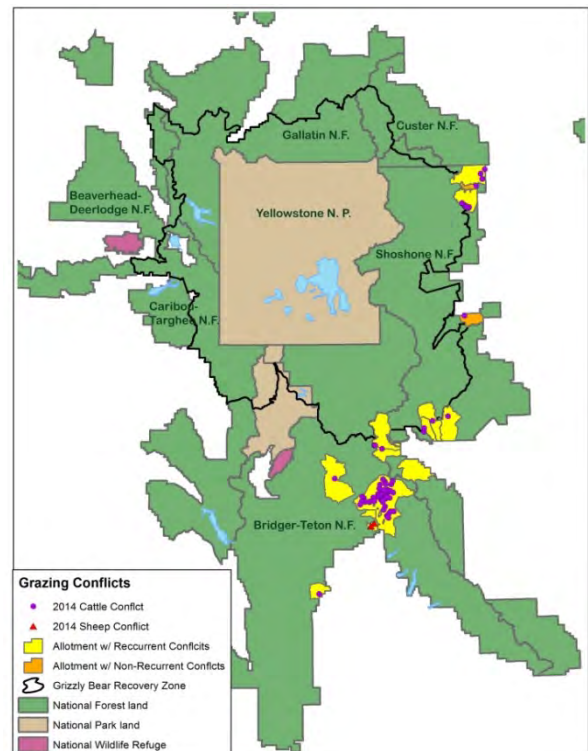 Gallatin N.F.
Custer N.F.
Beaverhead-
Deerlodge N.F.
Yellowstone N. P.
Shoshone N.F.
Caribou-
Targhee N.F.
Bridger-Teton N.F.
Grazing Conflicts
2014 Cattle Conflct
2014 Sheep Conflict
Allotment w/ Reccurrent Conflcits
Allotment w/ Non-Recurrent Conflcts
Grizzly Bear Recovery Zone
National Forest land
National Park land
National Wildlife Refuge